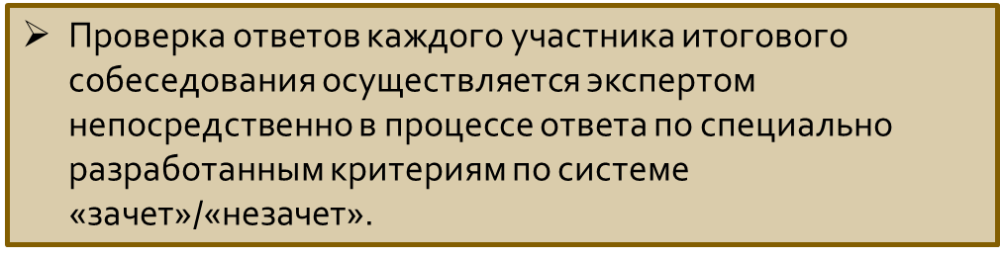 ➢ Проверка ответов каждого участника итогового
собеседования осуществляется экспертом
непосредственно в процессе ответа по специально
разработанным критериям по системе
«зачет»/«незачет».